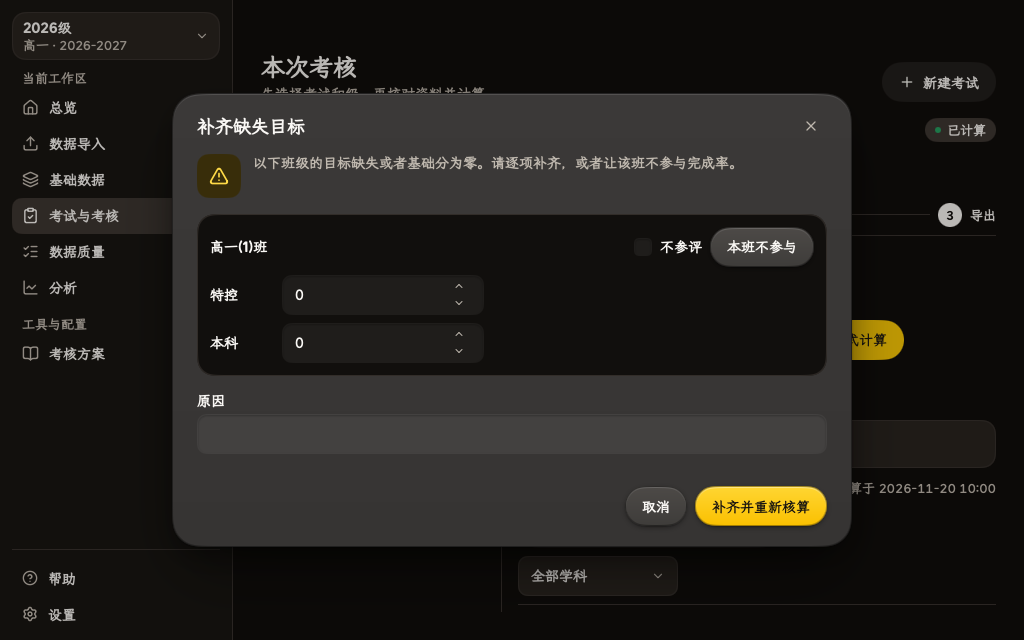 2026级
高一 · 2026-2027
当前工作区
总览
数据导入
基础数据
考试与考核
数据质量
分析
工具与配置
考核方案
帮助
设置
本次考核
新建考试
已计算
3 导出
式计算
算于 2026-11-20 10:00
全部学科
补齐缺失目标
以下班级的目标缺失或者基础分为零。请逐项补齐，或者让该班不参与完成率。
高一(1)班
不参评
本班不参与
特控
0
本科
0
原因
取消
补齐并重新核算